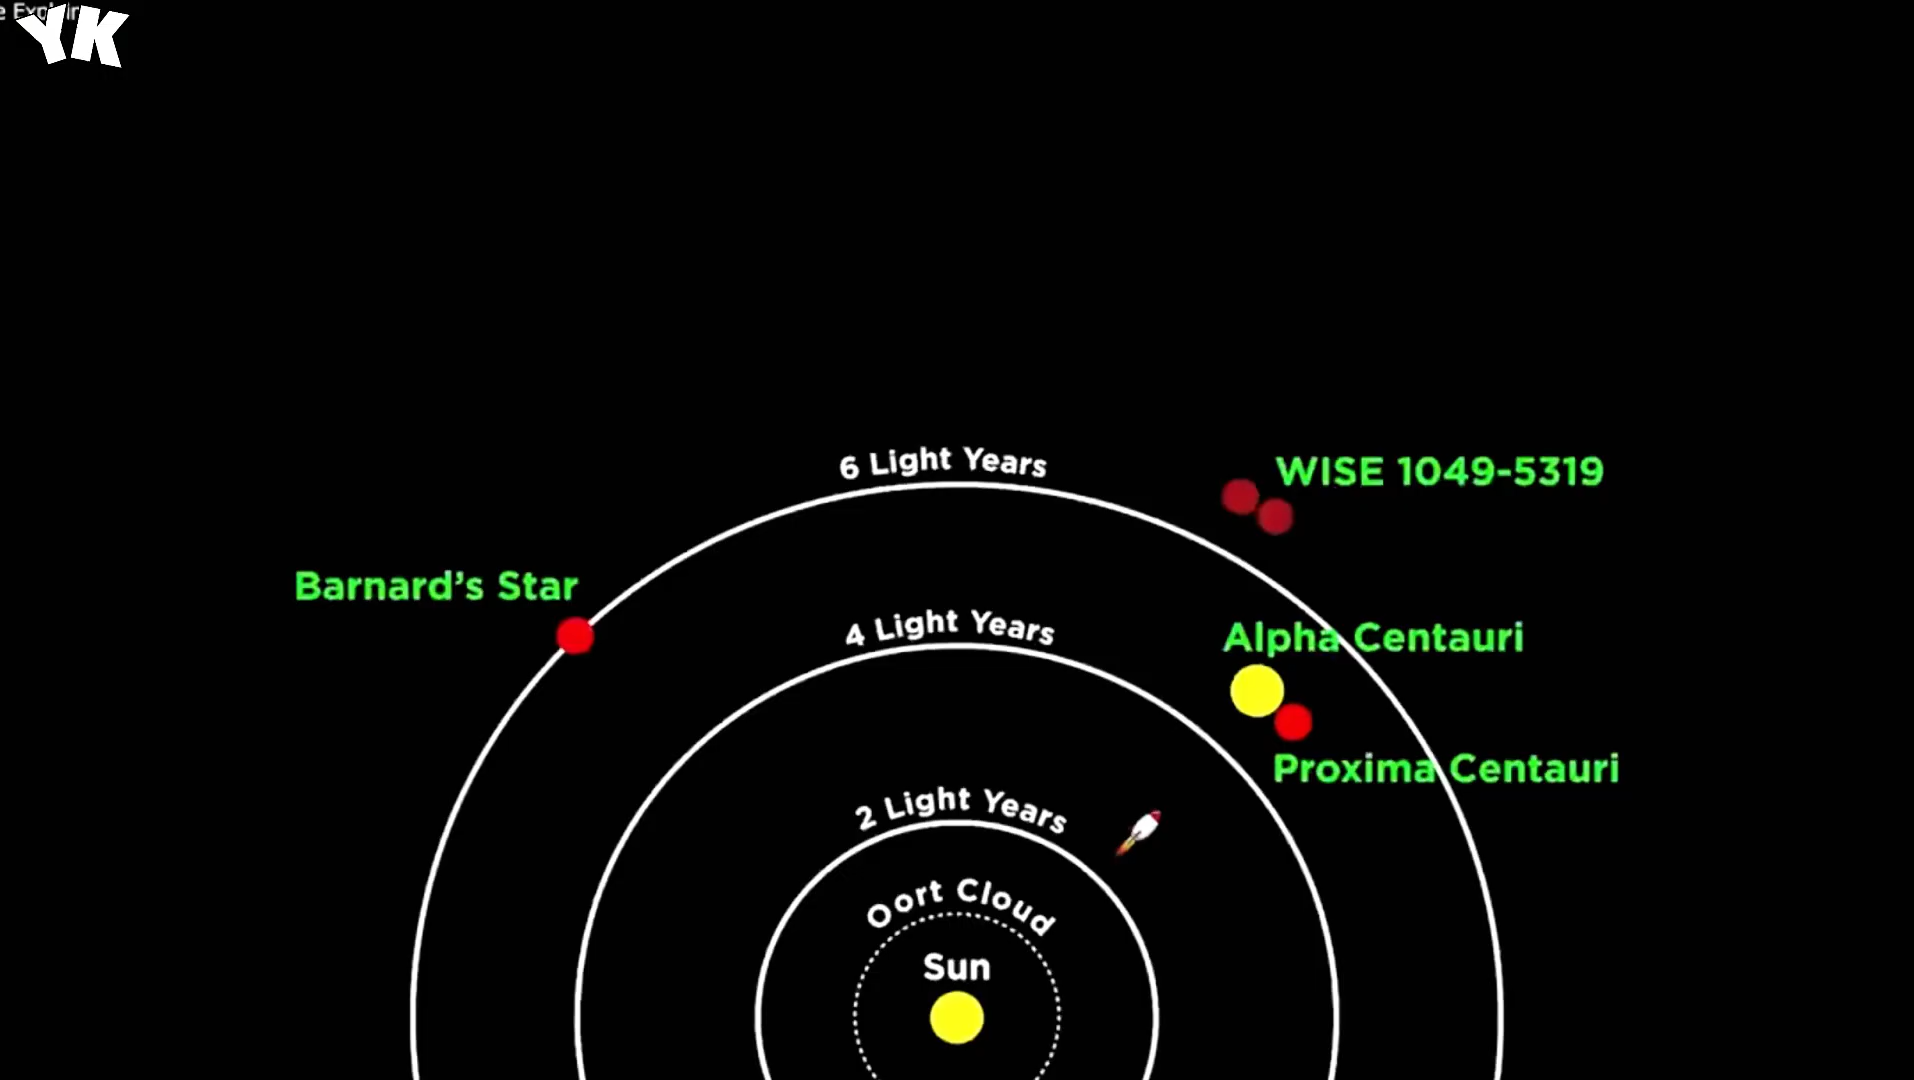 YK
WISE 1049-5319
6 Light Years
Barnard's Star
Alpha Centauri
4 Light Years
Proxima Centauri
2 Light Years
Oort Cloud
Sun